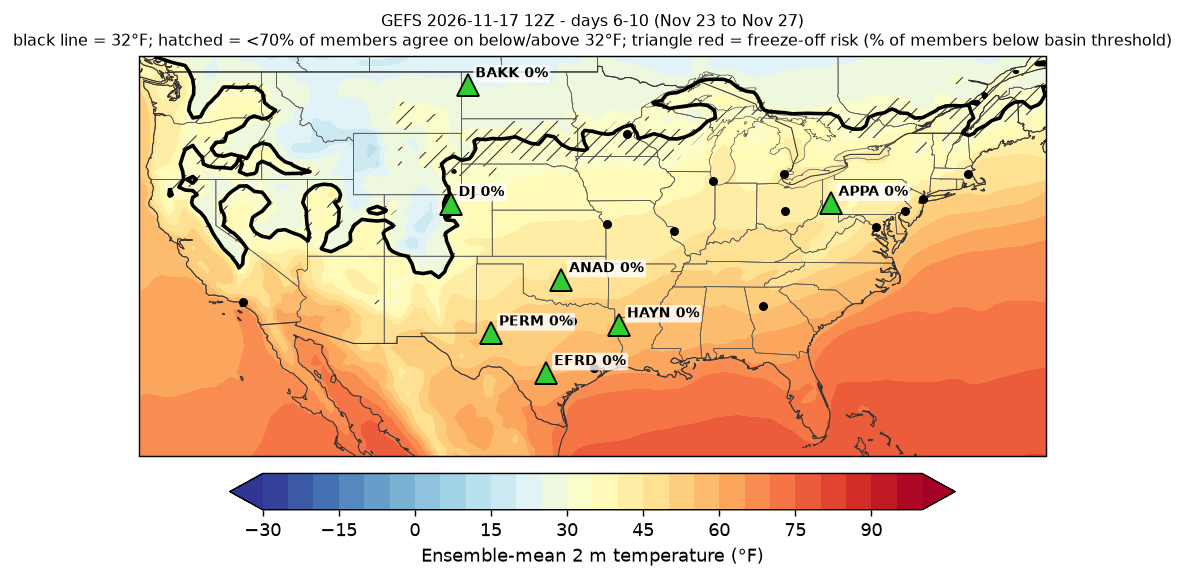 GEFS 2026-11-17 12Z - days 6-10 (Nov 23 to Nov 27)
black line = 32°F; hatched = <70% of members agree on below/above 32°F; triangle red = freeze-off risk (% of members below basin threshold)
BAKK 0%
DJ 0%
APPA 0%
ANAD 0%
HAYN 0%
PERM 0%
EFRD 0%
−30 −15 0 15 30 45 60 75 90
Ensemble-mean 2 m temperature (°F)